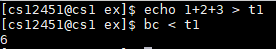 [cs12451@cs1 ex]$ echo 1+2+3 > t1
[cs12451@cs1 ex]$ bc < t1
6